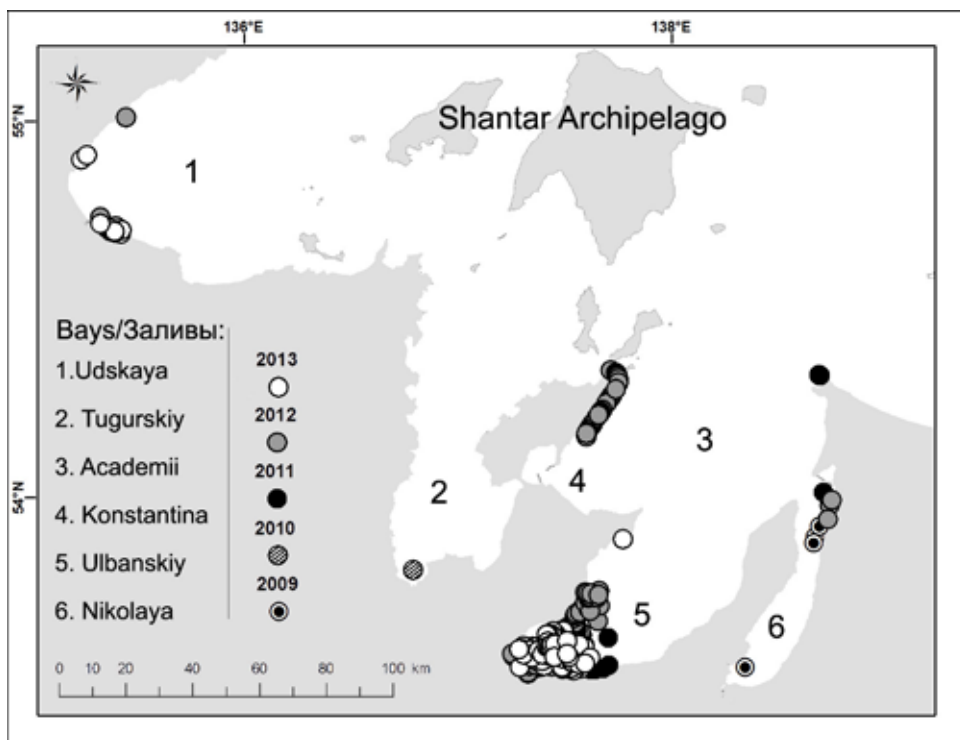 136°E 138°E
55°N
54°N
Shantar Archipelago
1
2
3
4
5
6
Bays/Заливы:
1.Udskaya
2. Tugurskiy
3. Academii
4. Konstantina
5. Ulbanskiy
6. Nikolaya
2013
2012
2011
2010
2009
0 10 20 40 60 80 100 km